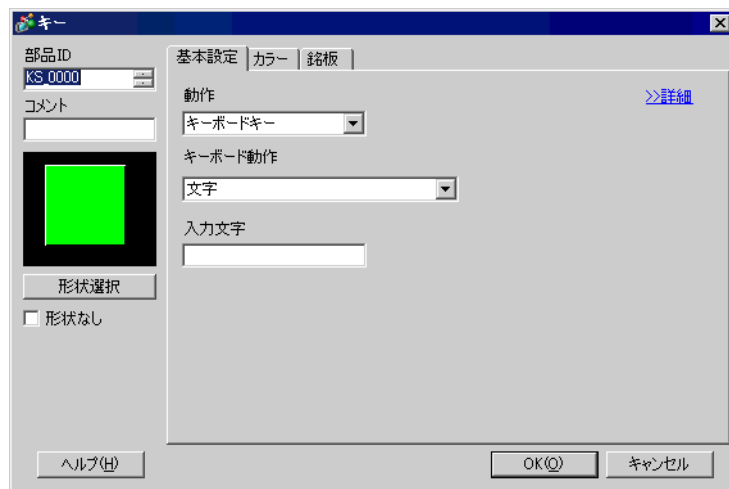 キー
部品ID
KS_0000
コメント
形状選択
形状なし
基本設定
カラー
銘板
動作
>>詳細
キーボードキー
キーボード動作
文字
入力文字
ヘルプ(H)
OK(O)
キャンセル